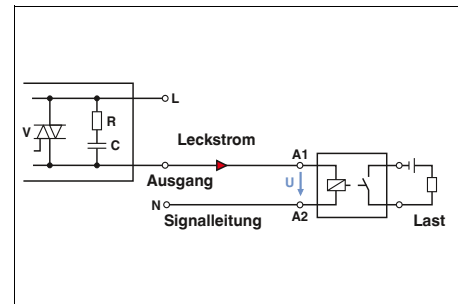 L
R
V
C
Leckstrom
A1
Ausgang
U
N
A2
Signalleitung
Last